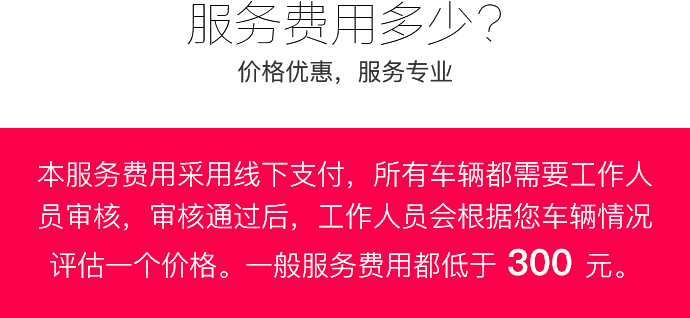 服务费用多少?
价格优惠，服务专业
本服务费用采用线下支付，所有车辆都需要工作人
员审核，审核通过后，工作人员会根据您车辆情况
评估一个价格。一般服务费用都低于 300 元。